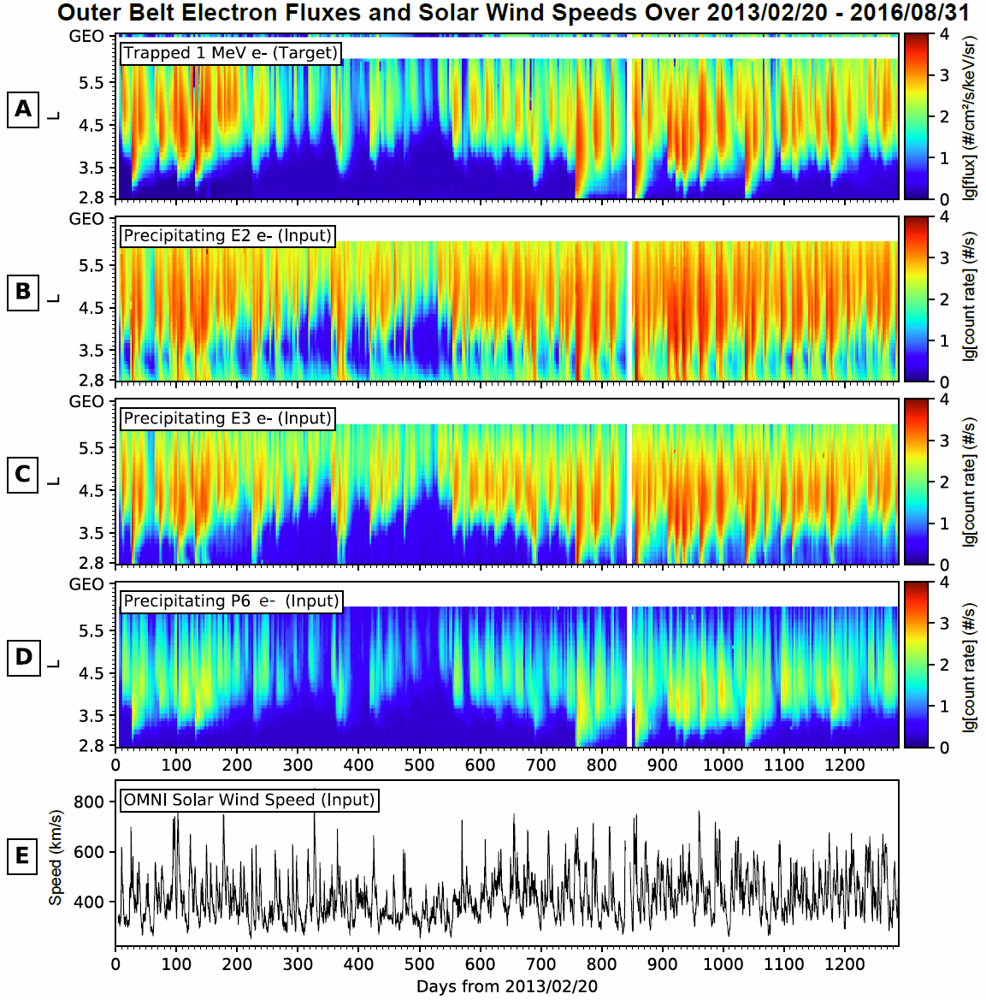 Outer Belt Electron Fluxes and Solar Wind Speeds Over 2013/02/20 - 2016/08/31
A
L
GEO
5.5
4.5
3.5
2.8
Trapped 1 MeV e- (Target)
4
3
2
1
0
lg[flux] (#/cm²/s/keV/sr)
B
L
GEO
5.5
4.5
3.5
2.8
Precipitating E2 e- (Input)
4
3
2
1
0
lg[count rate] (#/s)
C
L
GEO
5.5
4.5
3.5
2.8
Precipitating E3 e- (Input)
4
3
2
1
0
lg[count rate] (#/s)
D
L
GEO
5.5
4.5
3.5
2.8
Precipitating P6 e- (Input)
4
3
2
1
0
lg[count rate] (#/s)
0 100 200 300 400 500 600 700 800 900 1000 1100 1200
E
Speed (km/s)
800
600
400
OMNI Solar Wind Speed (Input)
0 100 200 300 400 500 600 700 800 900 1000 1100 1200
Days from 2013/02/20